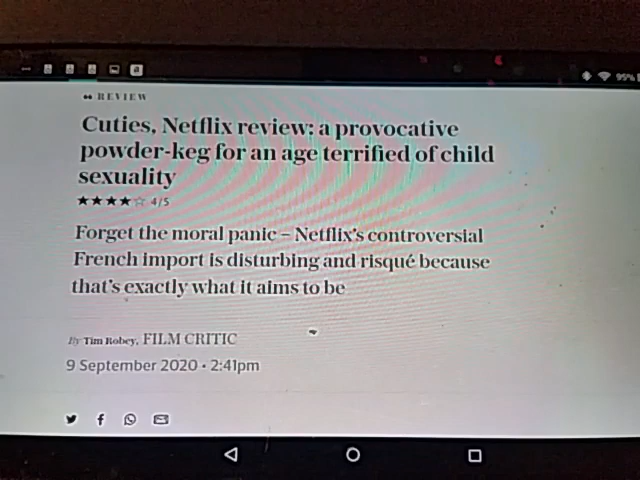 REVIEW
Cuties, Netflix review: a provocative
powder-keg for an age terrified of child
sexuality
★★★★☆ 4/5
Forget the moral panic – Netflix's controversial
French import is disturbing and risqué because
that's exactly what it aims to be
By Tim Robey, FILM CRITIC
9 September 2020 • 2:41pm